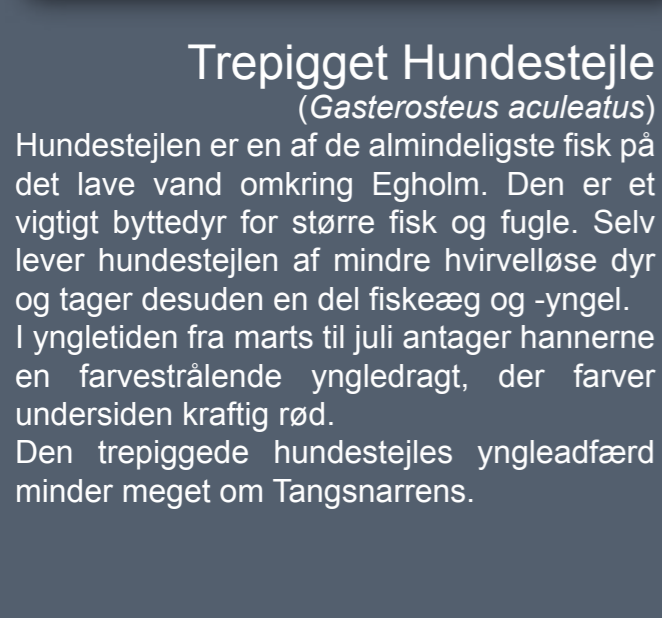 Trepigget Hundestejle
(Gasterosteus aculeatus)
Hundestejlen er en af de almindeligste fisk på
det lave vand omkring Egholm. Den er et
vigtigt byttedyr for større fisk og fugle. Selv
lever hundestejlen af mindre hvirvelløse dyr
og tager desuden en del fiskeæg og -yngel.
I yngletiden fra marts til juli antager hannerne
en farvestrålende yngledragt, der farver
undersiden kraftig rød.
Den trepiggede hundestejles yngleadfærd
minder meget om Tangsnarrens.